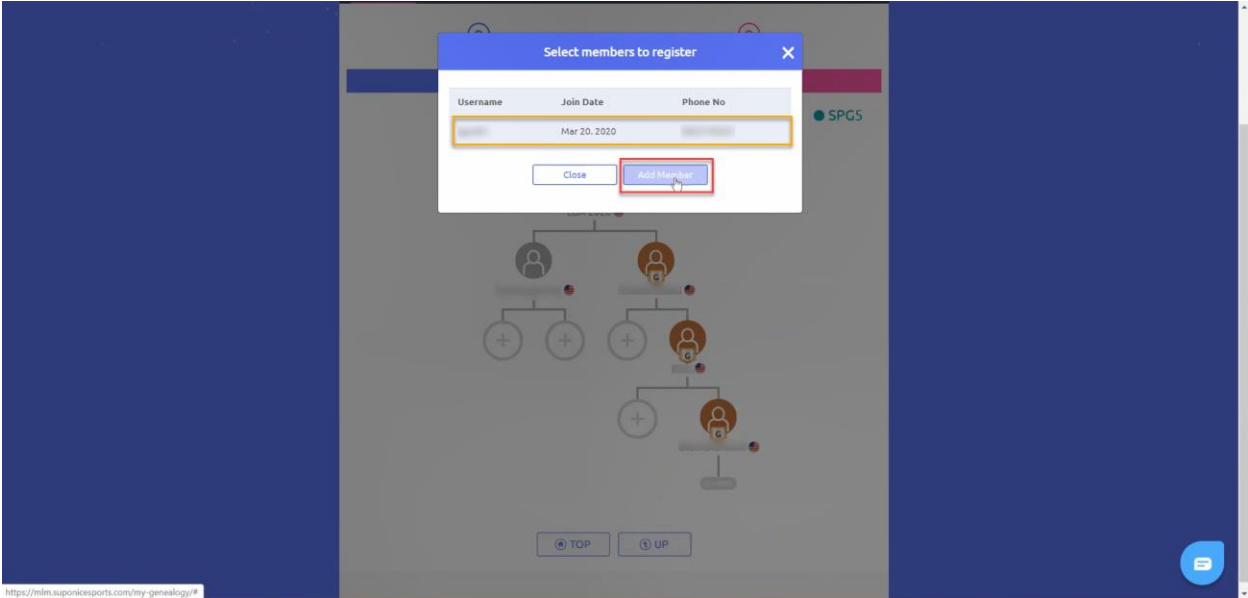 Select members to register
Username Join Date Phone No
Mar 20, 2020
Close Add Member
SPG5
G
G
G
TOP UP
https://mlm.suponicesports.com/my-genealogy/#